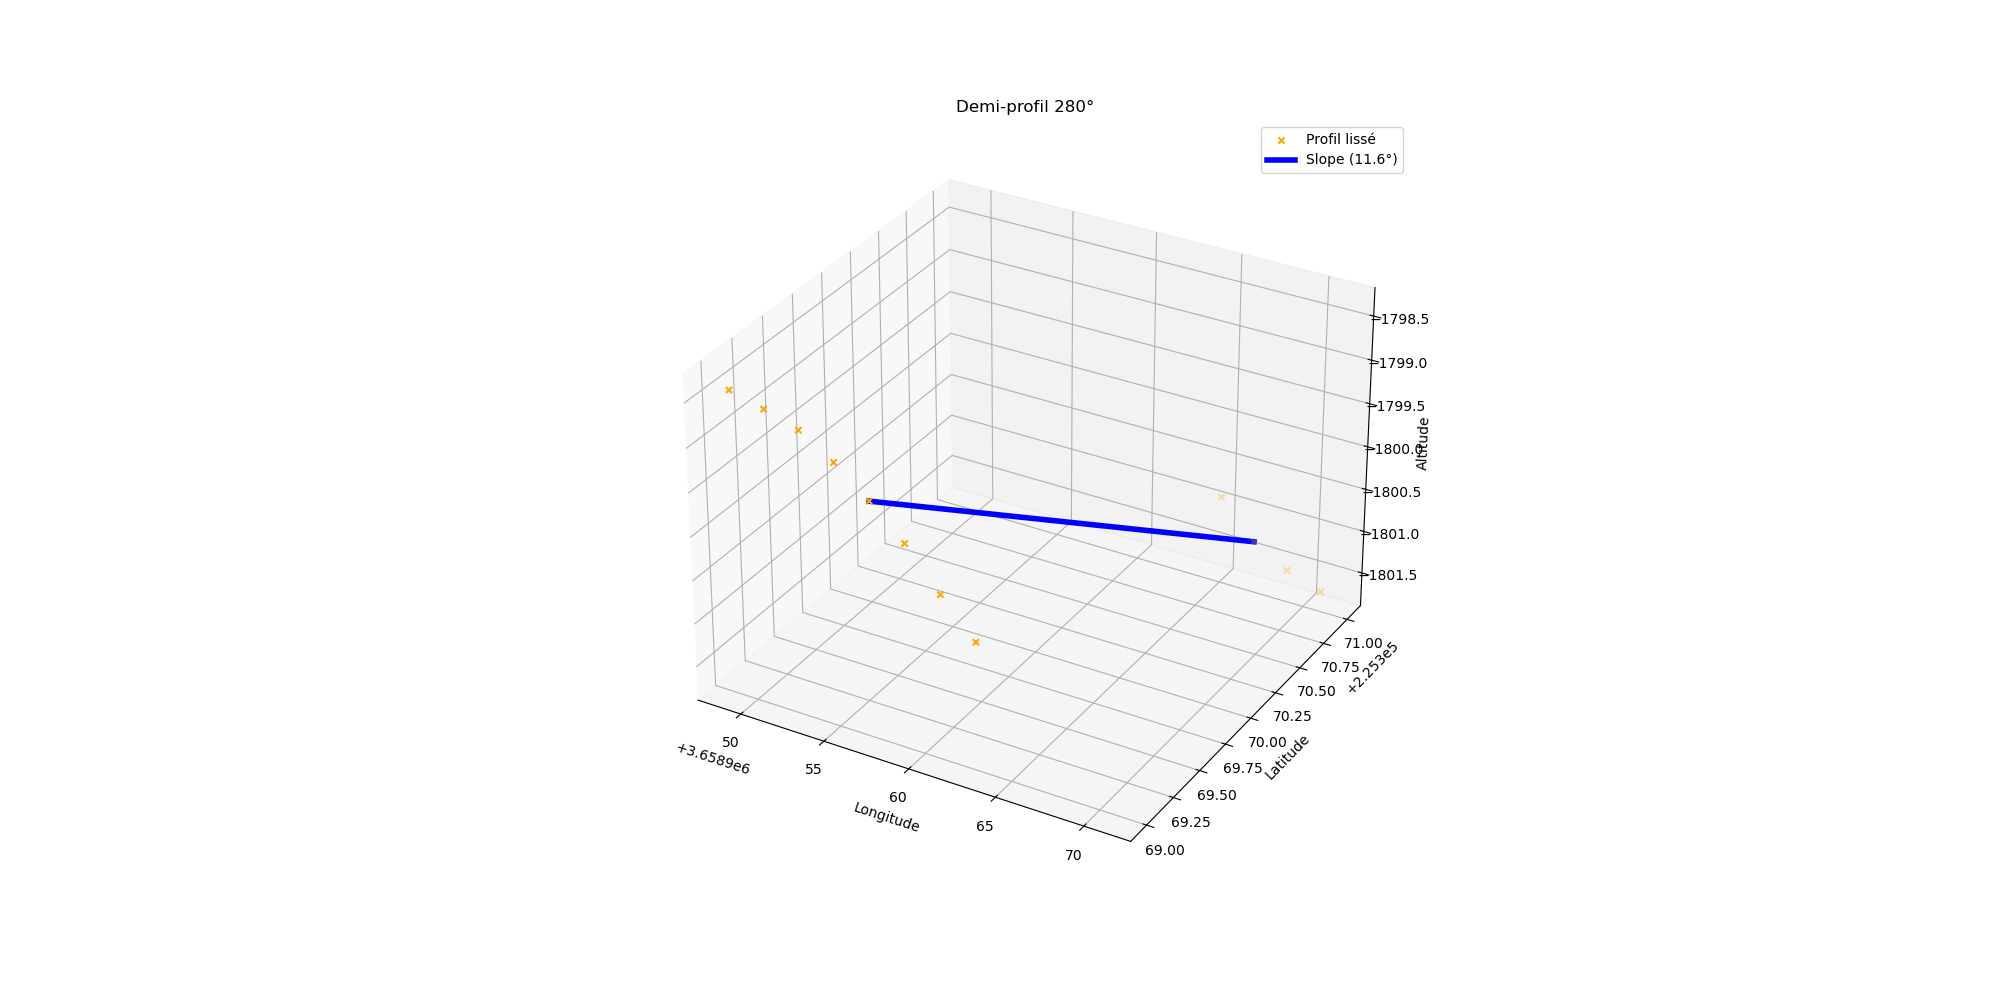 Demi-profil 280°
Profil lissé
Slope (11.6°)
−1798.5
−1799.0
−1799.5
−1800.0
−1800.5
−1801.0
−1801.5
Altitude
71.00
70.75
70.50
70.25
70.00
69.75
69.50
69.25
69.00
+2.253e5
Latitude
50
55
60
65
70
+3.6589e6
Longitude